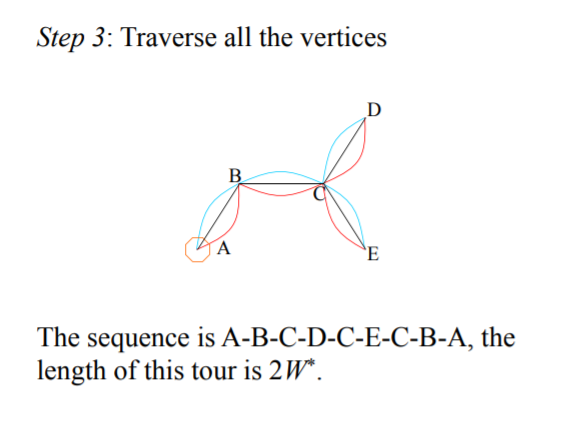 Step 3: Traverse all the vertices
D
B
C
A
E
The sequence is A-B-C-D-C-E-C-B-A, the
length of this tour is 2W*.